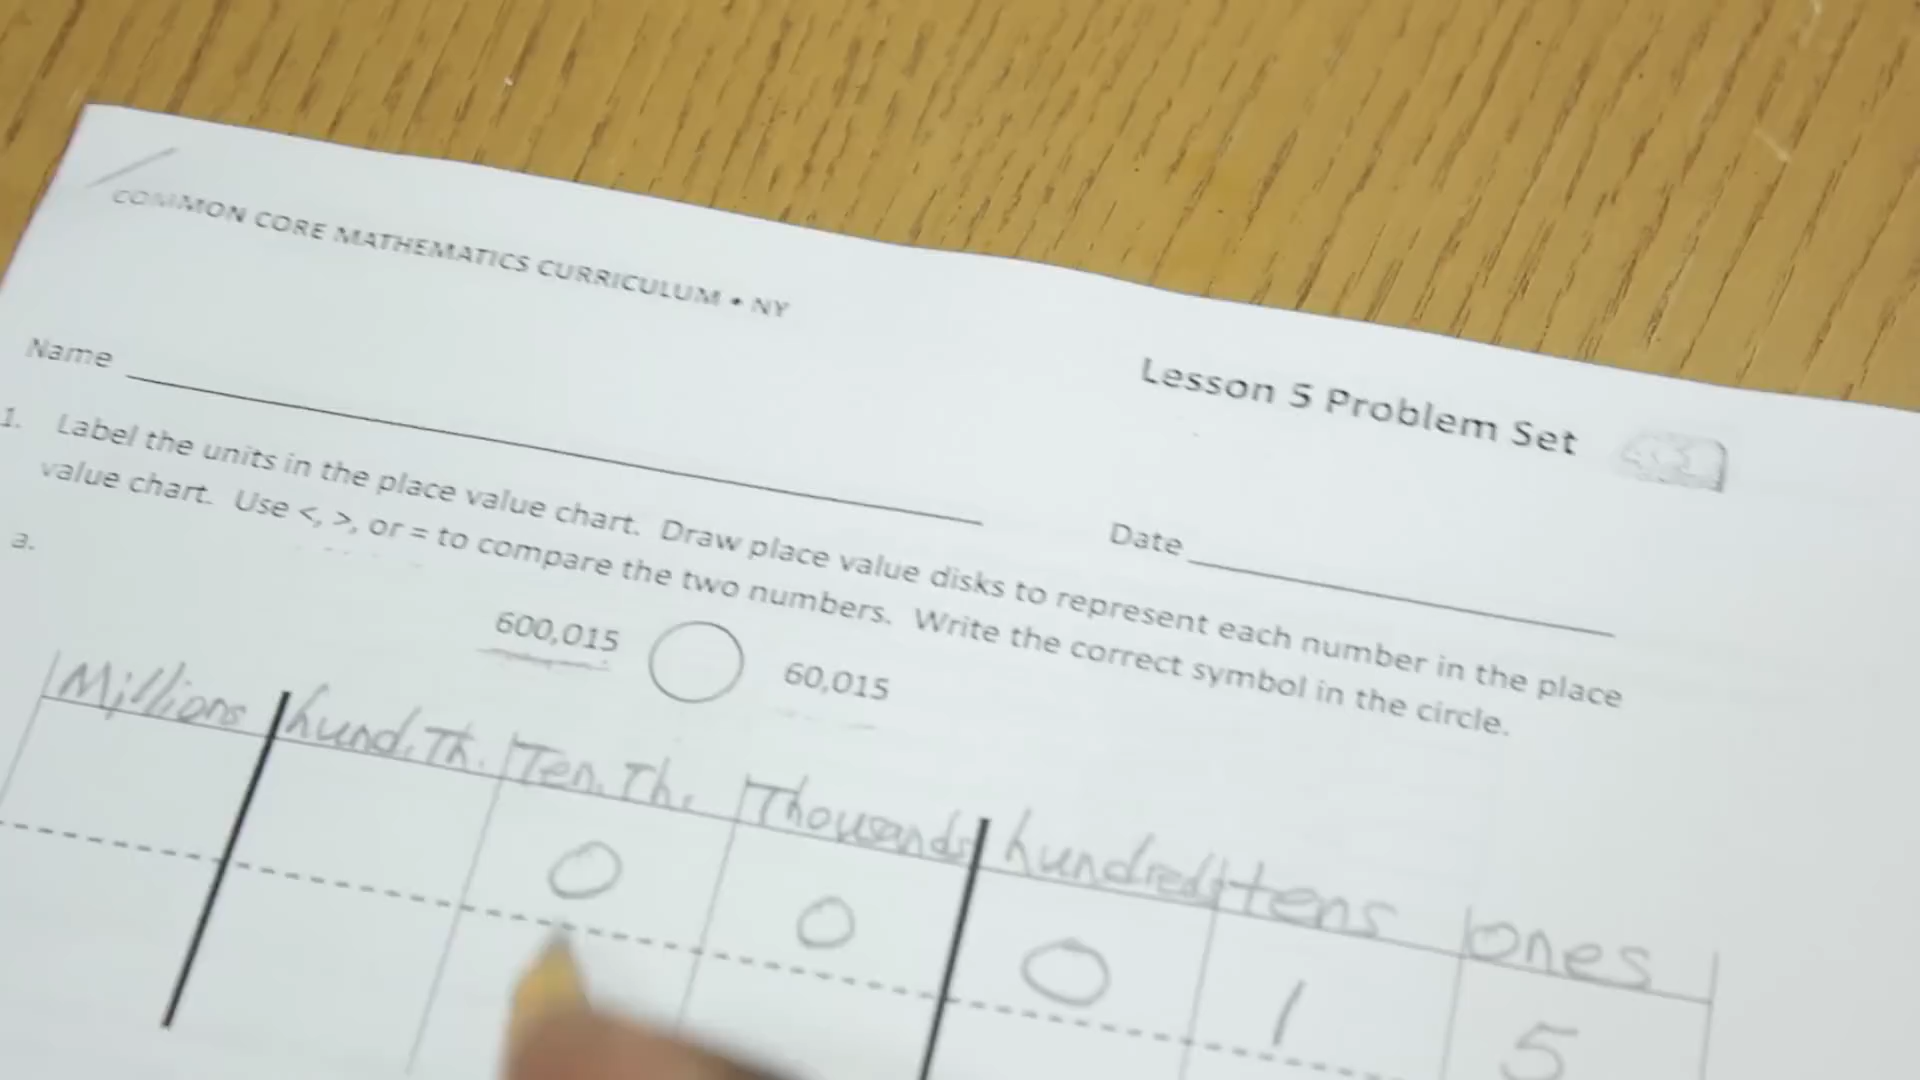 COMMON CORE MATHEMATICS CURRICULUM • NY
Lesson 5 Problem Set
Name
Date
1. Label the units in the place value chart. Draw place value disks to represent each number in the place
value chart. Use <, >, or = to compare the two numbers. Write the correct symbol in the circle.
a.
600,015 60,015
Millions hund. Th. Ten. Th. Thousands hundreds tens ones
0 0 0 1 5